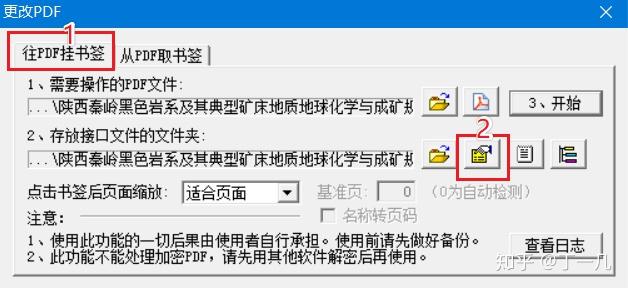 更改PDF
1
往PDF挂书签
从PDF取书签
1、需要操作的PDF文件:
...\陕西秦岭黑色岩系及其典型矿床地质地球化学与成矿规
3、开始
2
2、存放接口文件的文件夹:
...\陕西秦岭黑色岩系及其典型矿床地质地球化学与成矿规
点击书签后页面缩放: 适合页面 基准页: 0 (0为自动检测)
注意: 名称转页码
1、使用此功能的一切后果由使用者自行承担。使用前请先做好备份。
2、此功能不能处理加密PDF，请先用其他软件解密后再使用。
查看日志
知乎 @丁一几